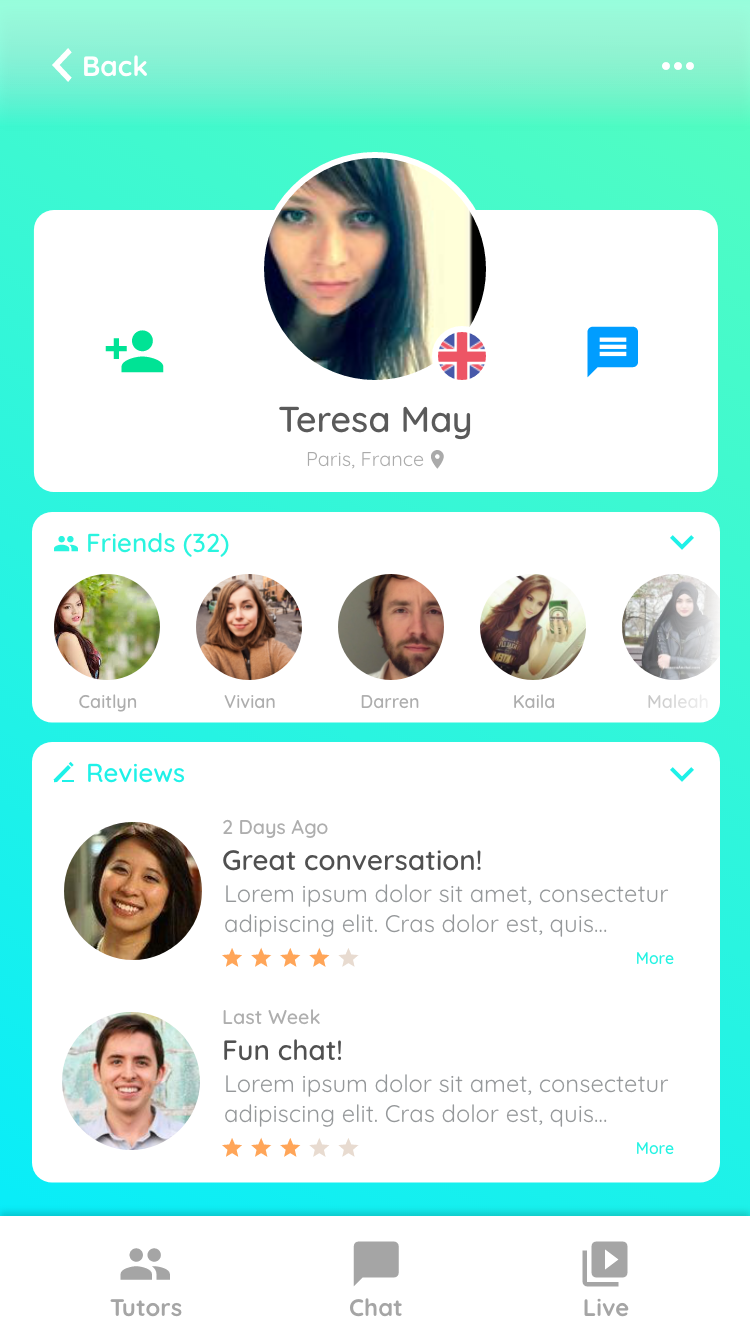 Back
Teresa May
Paris, France
Friends (32)
Caitlyn
Vivian
Darren
Kaila
Maleah
Reviews
2 Days Ago
Great conversation!
Lorem ipsum dolor sit amet, consectetur
adipiscing elit. Cras dolor est, quis...
More
Last Week
Fun chat!
Lorem ipsum dolor sit amet, consectetur
adipiscing elit. Cras dolor est, quis...
More
Tutors
Chat
Live